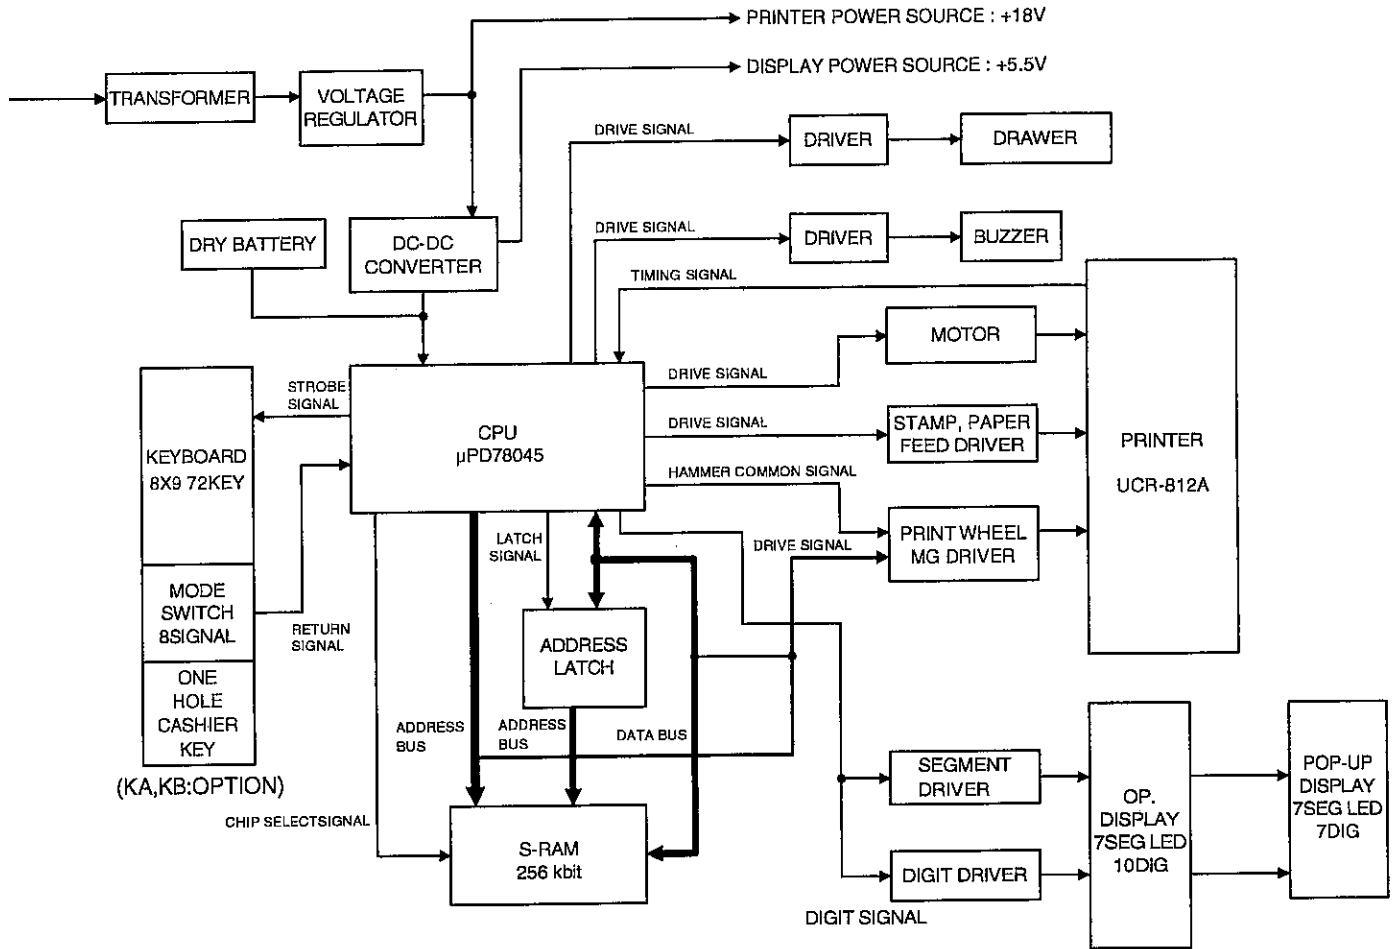 PRINTER POWER SOURCE : +18V
DISPLAY POWER SOURCE : +5.5V
TRANSFORMER
VOLTAGE
REGULATOR
DRIVE SIGNAL
DRIVER
DRAWER
DRY BATTERY
DC-DC
CONVERTER
DRIVE SIGNAL
DRIVER
BUZZER
TIMING SIGNAL
MOTOR
STROBE
SIGNAL
DRIVE SIGNAL
CPU
µPD78045
DRIVE SIGNAL
STAMP, PAPER
FEED DRIVER
PRINTER
UCR-812A
KEYBOARD
8X9 72KEY
HAMMER COMMON SIGNAL
LATCH
SIGNAL
DRIVE SIGNAL
PRINT WHEEL
MG DRIVER
MODE
SWITCH
8SIGNAL
RETURN
SIGNAL
ADDRESS
LATCH
ONE
HOLE
CASHIER
KEY
(KA,KB:OPTION)
ADDRESS
BUS
ADDRESS
BUS
DATA BUS
CHIP SELECTSIGNAL
S-RAM
256 kbit
SEGMENT
DRIVER
DIGIT DRIVER
DIGIT SIGNAL
OP.
DISPLAY
7SEG LED
10DIG
POP-UP
DISPLAY
7SEG LED
7DIG